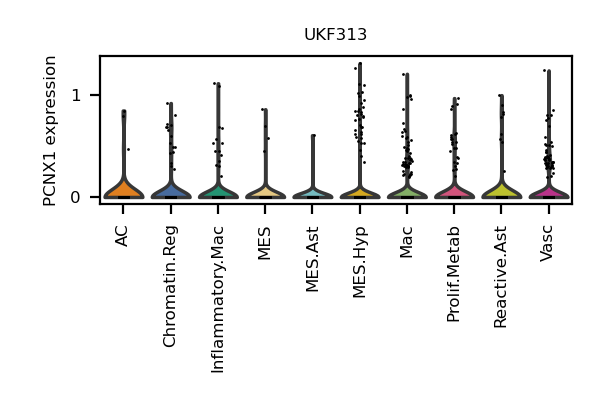 UKF313
PCNX1 expression
1
0
AC
Chromatin.Reg
Inflammatory.Mac
MES
MES.Ast
MES.Hyp
Mac
Prolif.Metab
Reactive.Ast
Vasc